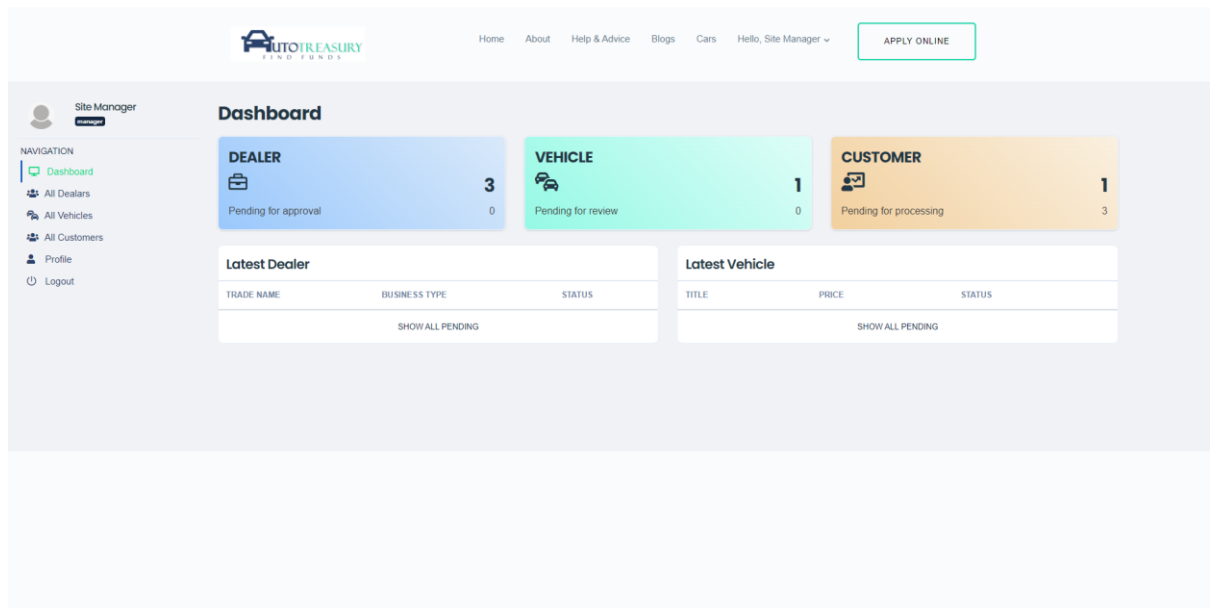 AUTOTREASURY
FIND FUNDS
Home About Help & Advice Blogs Cars Hello, Site Manager APPLY ONLINE
Site Manager
manager
NAVIGATION
Dashboard
All Dealars
All Vehicles
All Customers
Profile
Logout
Dashboard
DEALER
3
Pending for approval 0
VEHICLE
1
Pending for review 0
CUSTOMER
1
Pending for processing 3
Latest Dealer
TRADE NAME BUSINESS TYPE STATUS
SHOW ALL PENDING
Latest Vehicle
TITLE PRICE STATUS
SHOW ALL PENDING